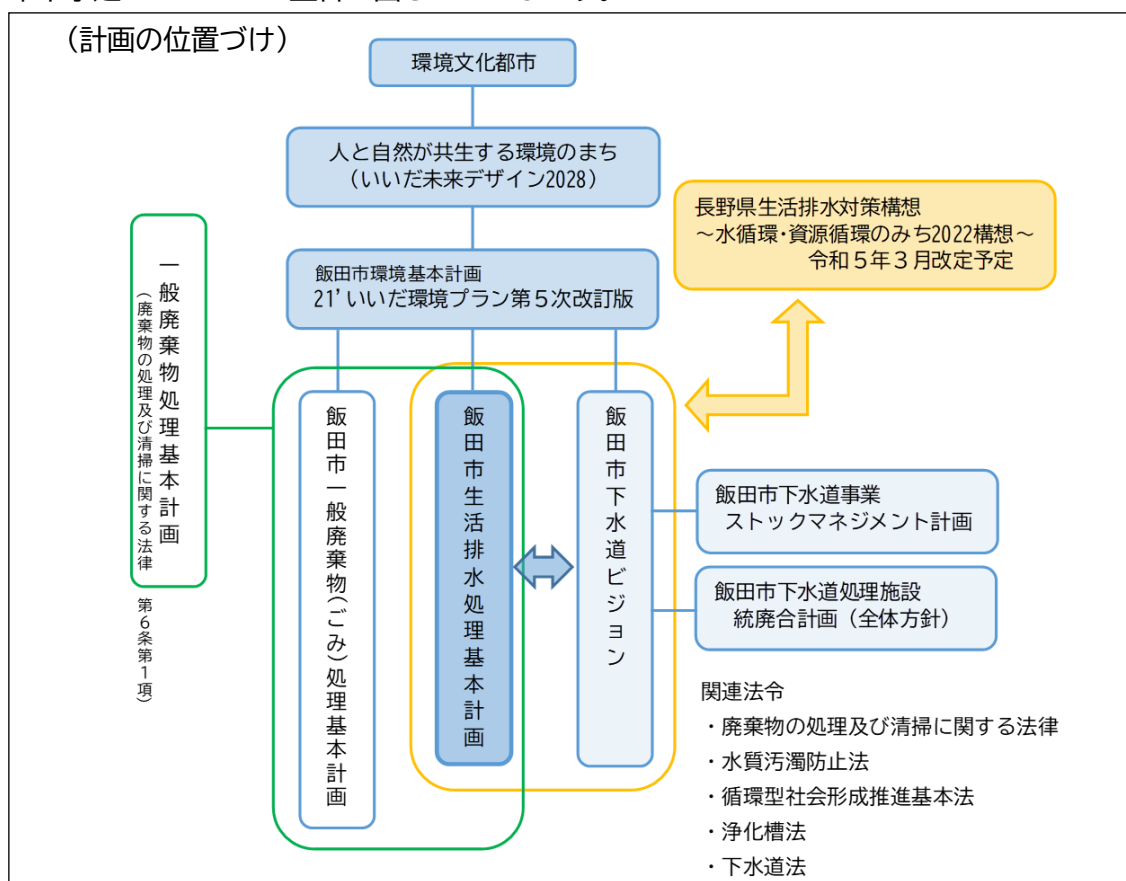 （計画の位置づけ）
環境文化都市
人と自然が共生する環境のまち
（いいだ未来デザイン2028）
長野県生活排水対策構想
～水循環・資源循環のみち2022構想～
令和５年３月改定予定
飯田市環境基本計画
21’いいだ環境プラン第５次改訂版
一般廃棄物処理基本計画
（廃棄物の処理及び清掃に関する法律　第６条第１項）
飯田市一般廃棄物（ごみ）処理基本計画
飯田市生活排水処理基本計画
飯田市下水道ビジョン
飯田市下水道事業
ストックマネジメント計画
飯田市下水道処理施設
統廃合計画（全体方針）
関連法令
・廃棄物の処理及び清掃に関する法律
・水質汚濁防止法
・循環型社会形成推進基本法
・浄化槽法
・下水道法